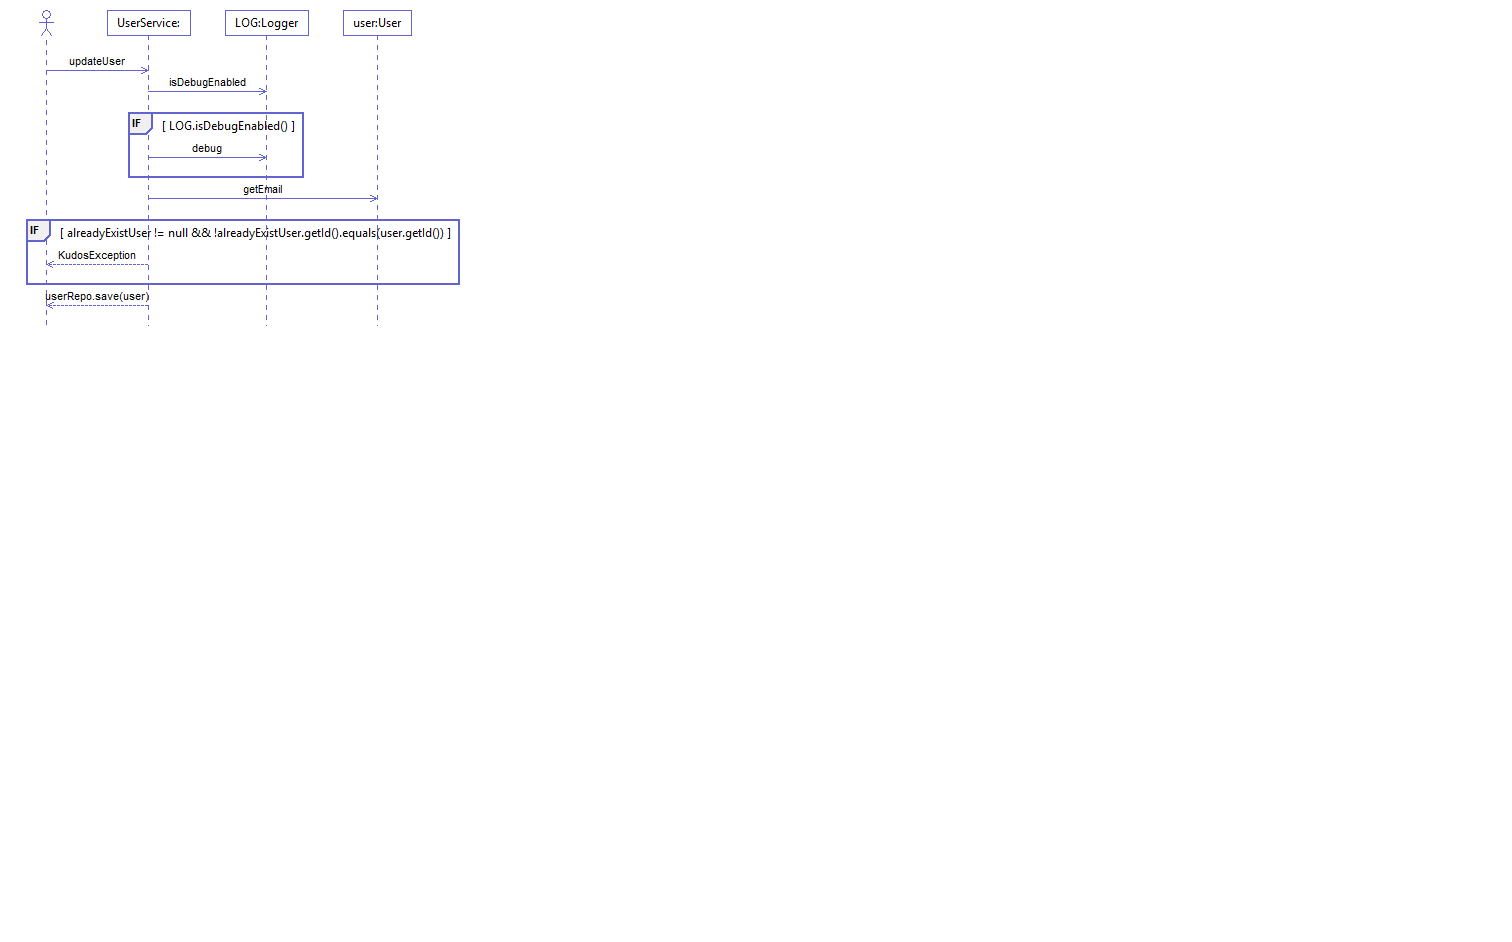 UserService:
LOG:Logger
user:User
updateUser
isDebugEnabled
IF
[ LOG.isDebugEnabled() ]
debug
getEmail
IF
[ alreadyExistUser != null && !alreadyExistUser.getId().equals(user.getId()) ]
KudosException
userRepo.save(user)